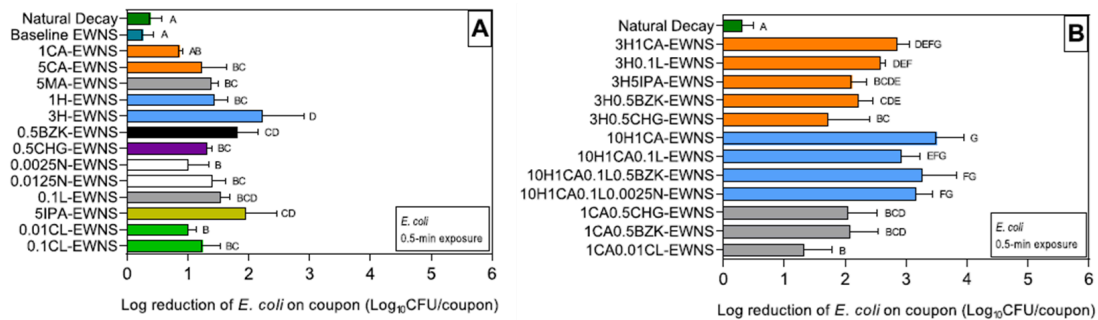 A
Natural Decay A
Baseline EWNS A
1CA-EWNS AB
5CA-EWNS BC
5MA-EWNS BC
1H-EWNS BC
3H-EWNS D
0.5BZK-EWNS CD
0.5CHG-EWNS BC
0.0025N-EWNS B
0.0125N-EWNS BC
0.1L-EWNS BCD
5IPA-EWNS CD
0.01CL-EWNS B
0.1CL-EWNS BC
E. coli
0.5-min exposure
0 1 2 3 4 5 6
Log reduction of E. coli on coupon (Log₁₀CFU/coupon)
B
Natural Decay A
3H1CA-EWNS DEFG
3H0.1L-EWNS DEF
3H5IPA-EWNS BCDE
3H0.5BZK-EWNS CDE
3H0.5CHG-EWNS BC
10H1CA-EWNS G
10H1CA0.1L-EWNS EFG
10H1CA0.1L0.5BZK-EWNS FG
10H1CA0.1L0.0025N-EWNS FG
1CA0.5CHG-EWNS BCD
1CA0.5BZK-EWNS BCD
1CA0.01CL-EWNS B
E. coli
0.5-min exposure
0 1 2 3 4 5 6
Log reduction of E. coli on coupon (Log₁₀CFU/coupon)